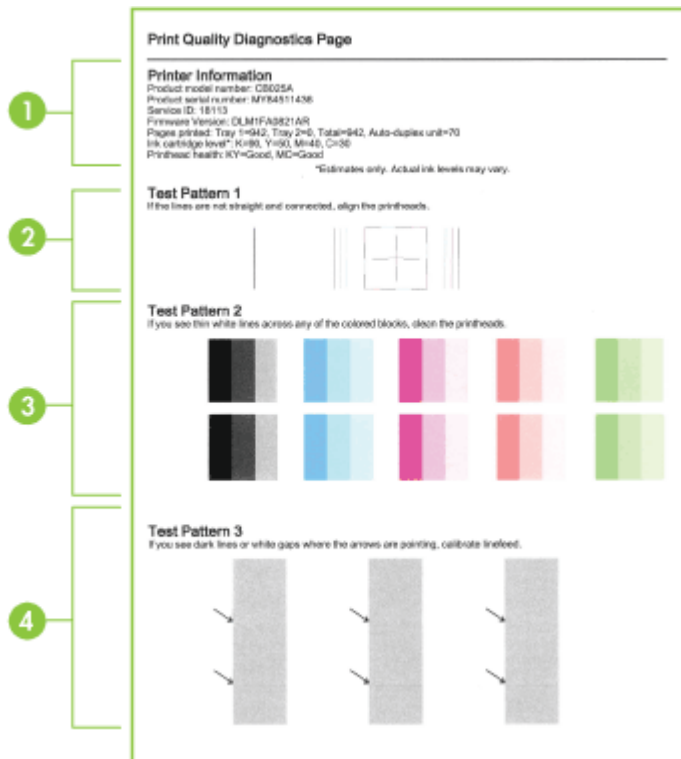 Print Quality Diagnostics Page
1
Printer Information
Product model number: CB025A
Product serial number: MY84511436
Service ID: 18113
Firmware Version: DLM1FA0821AR
Pages printed: Tray 1=942, Tray 2=0, Total=942, Auto-duplex unit=70
Ink cartridge level*: K=90, Y=50, M=40, C=30
Printhead health: KY=Good, MC=Good
*Estimates only. Actual ink levels may vary.
2
Test Pattern 1
If the lines are not straight and connected, align the printheads.
3
Test Pattern 2
If you see thin white lines across any of the colored blocks, clean the printheads.
4
Test Pattern 3
If you see dark lines or white gaps where the arrows are pointing, calibrate linefeed.